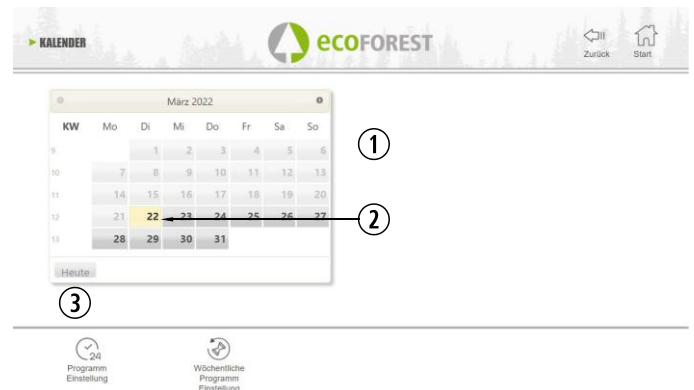 KALENDER
ecoFOREST
Zurück
Start
März 2022
KW Mo Di Mi Do Fr Sa So
9 1 2 3 4 5 6
10 7 8 9 10 11 12 13
11 14 15 16 17 18 19 20
12 21 22 23 24 25 26 27
13 28 29 30 31
Heute
1
2
3
24
Programm
Einstellung
Wöchentliche
Programm
Einstellung